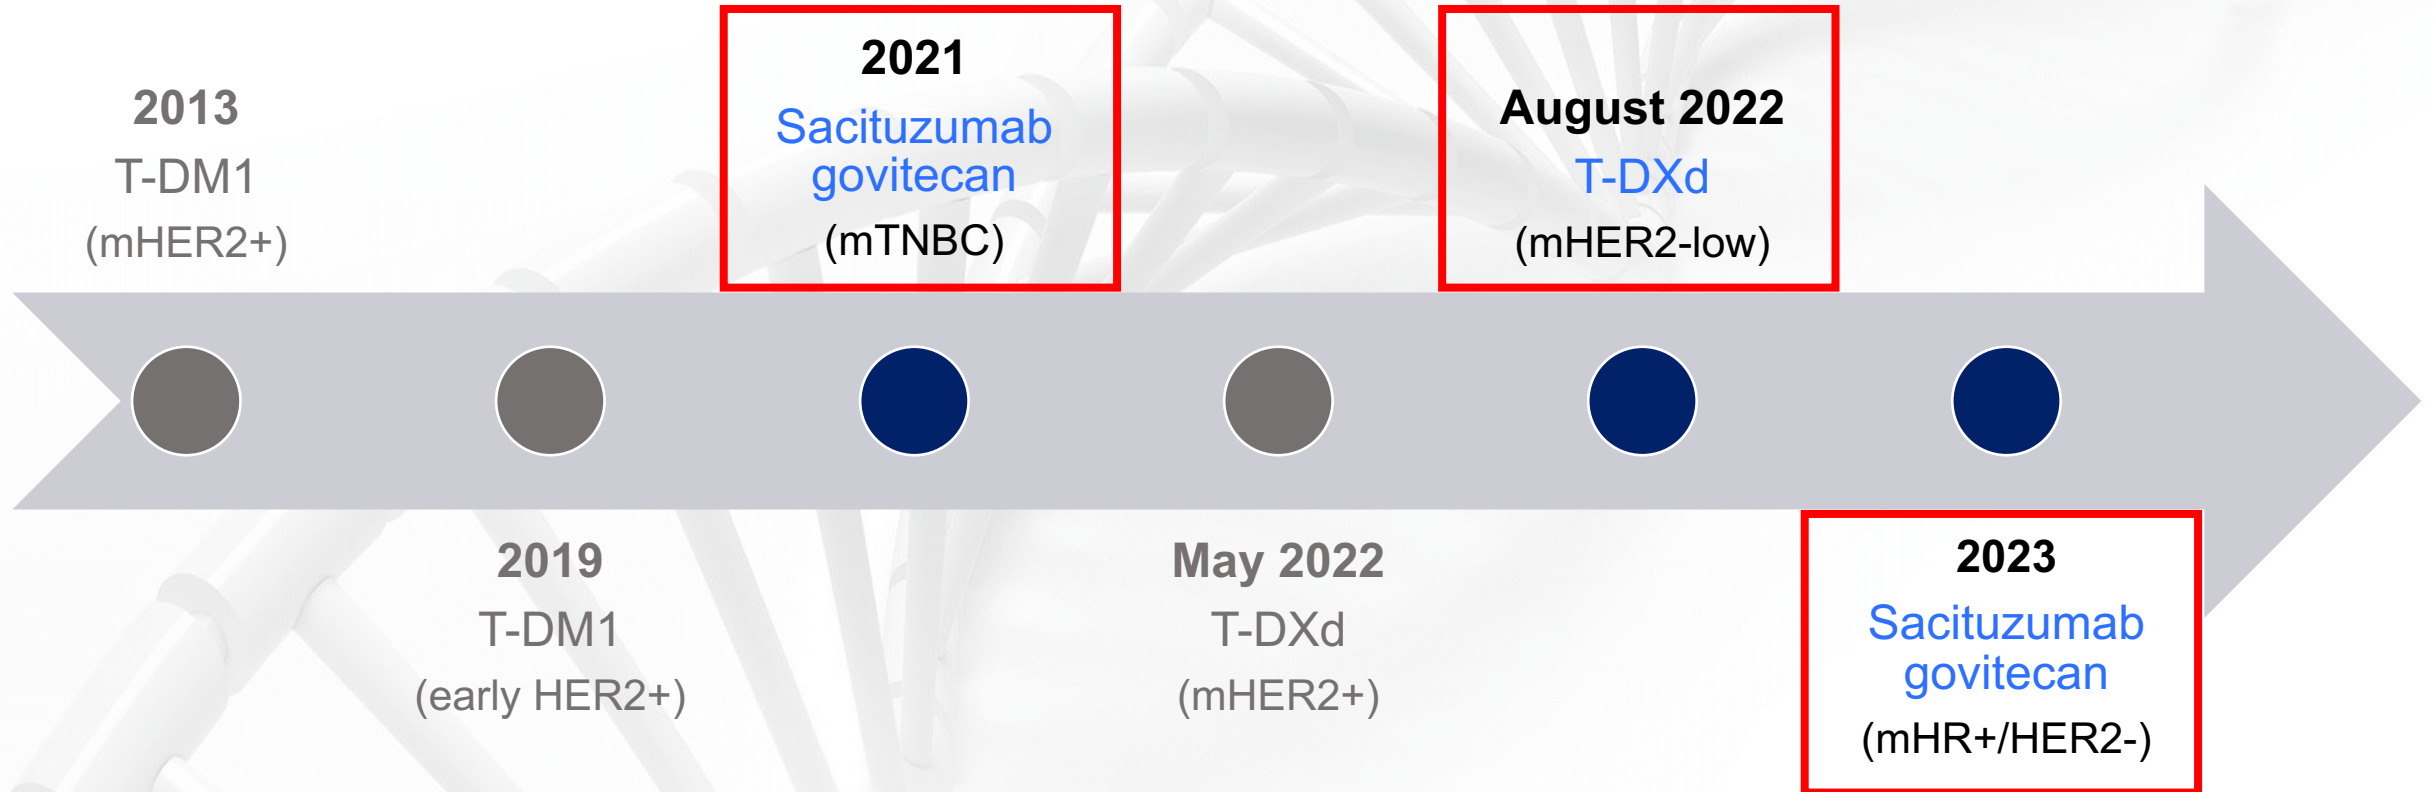 2013
T-DM1
(mHER2+)
2019
T-DM1
(early HER2+)
2021
Sacituzumab
govitecan
(mTNBC)
May 2022
T-DXd
(mHER2+)
August 2022
T-DXd
(mHER2-low)
2023
Sacituzumab
govitecan
(mHR+/HER2-)